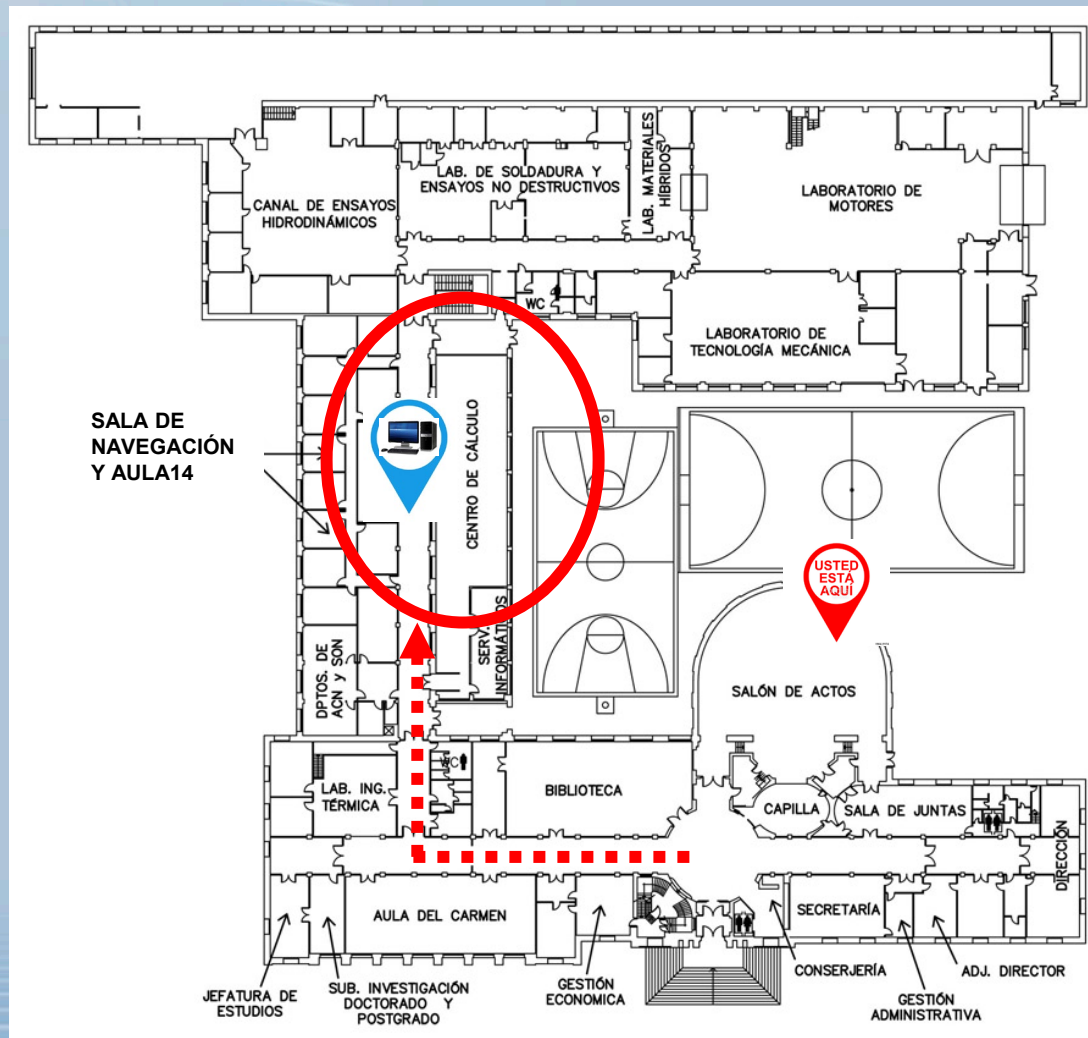 LAB. DE SOLDADURA Y
ENSAYOS NO DESTRUCTIVOS
LAB. MATERIALES
HÍBRIDOS
LABORATORIO DE
MOTORES
CANAL DE ENSAYOS
HIDRODINÁMICOS
WC
LABORATORIO DE
TECNOLOGÍA MECÁNICA
SALA DE
NAVEGACIÓN
Y AULA14
CENTRO DE CÁLCULO
USTED
ESTÁ
AQUÍ
SERV.
INFORMÁTICOS
DPTOS. DE
ACN y SON
SALÓN DE ACTOS
LAB. ING.
TÉRMICA
WC
BIBLIOTECA
CAPILLA
SALA DE JUNTAS
DIRECCIÓN
AULA DEL CARMEN
SECRETARÍA
JEFATURA DE
ESTUDIOS
SUB. INVESTIGACIÓN
DOCTORADO Y
POSTGRADO
GESTIÓN
ECONOMICA
CONSERJERÍA
ADJ. DIRECTOR
GESTIÓN
ADMINISTRATIVA